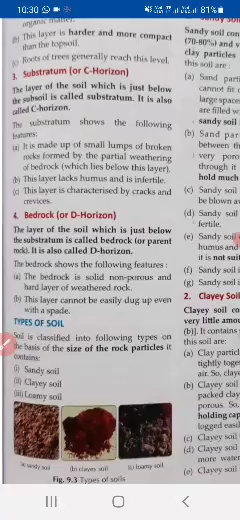 10:30
81%
organic matter.
(b) This layer is harder and more compact
than the topsoil.
(c) Roots of trees generally reach this level.
3. Substratum (or C-Horizon)
The layer of the soil which is just below
the subsoil is called substratum. It is also
called C-horizon.
The substratum shows the following
features:
(a) It is made up of small lumps of broken
rocks formed by the partial weathering
of bedrock (which lies below this layer).
(b) This layer lacks humus and is infertile.
(c) This layer is characterised by cracks and
crevices.
4. Bedrock (or D-Horizon)
The layer of the soil which is just below
the substratum is called bedrock (or parent
rock). It is also called D-horizon.
The bedrock shows the following features :
(a) The bedrock is solid non-porous and
hard layer of weathered rock.
(b) This layer cannot be easily dug up even
with a spade.
TYPES OF SOIL
Soil is classified into following types on
the basis of the size of the rock particles it
contains:
(i) Sandy soil
(ii) Clayey soil
(iii) Loamy soil
(a) sandy soil
(b) clayey soil
(c) loamy soil
Fig. 9.3 Types of soils
Sandy soil con
(70-80%) and v
clay particles
this soil are :
(a) Sand parti
cannot fit c
large space
are filled w
sandy soil
(b) Sand par
between th
very poro
through it
hold much
(c) Sandy soil
be blown av
(d) Sandy soil
fertile.
(e) Sandy soil
humus and
it is not suit
(f) Sandy soil i
(g) Sandy soil i
2. Clayey Soil
Clayey soil co
very little amou
(b)]. It contains
this soil are:
(a) Clay particl
tightly toget
air. So, claye
(b) Clayey soil
packed clay
porous. So,
holding cap
logged easil
(c) Clayey soil
(d) Clayey soil
more water
(e) Clayey soil